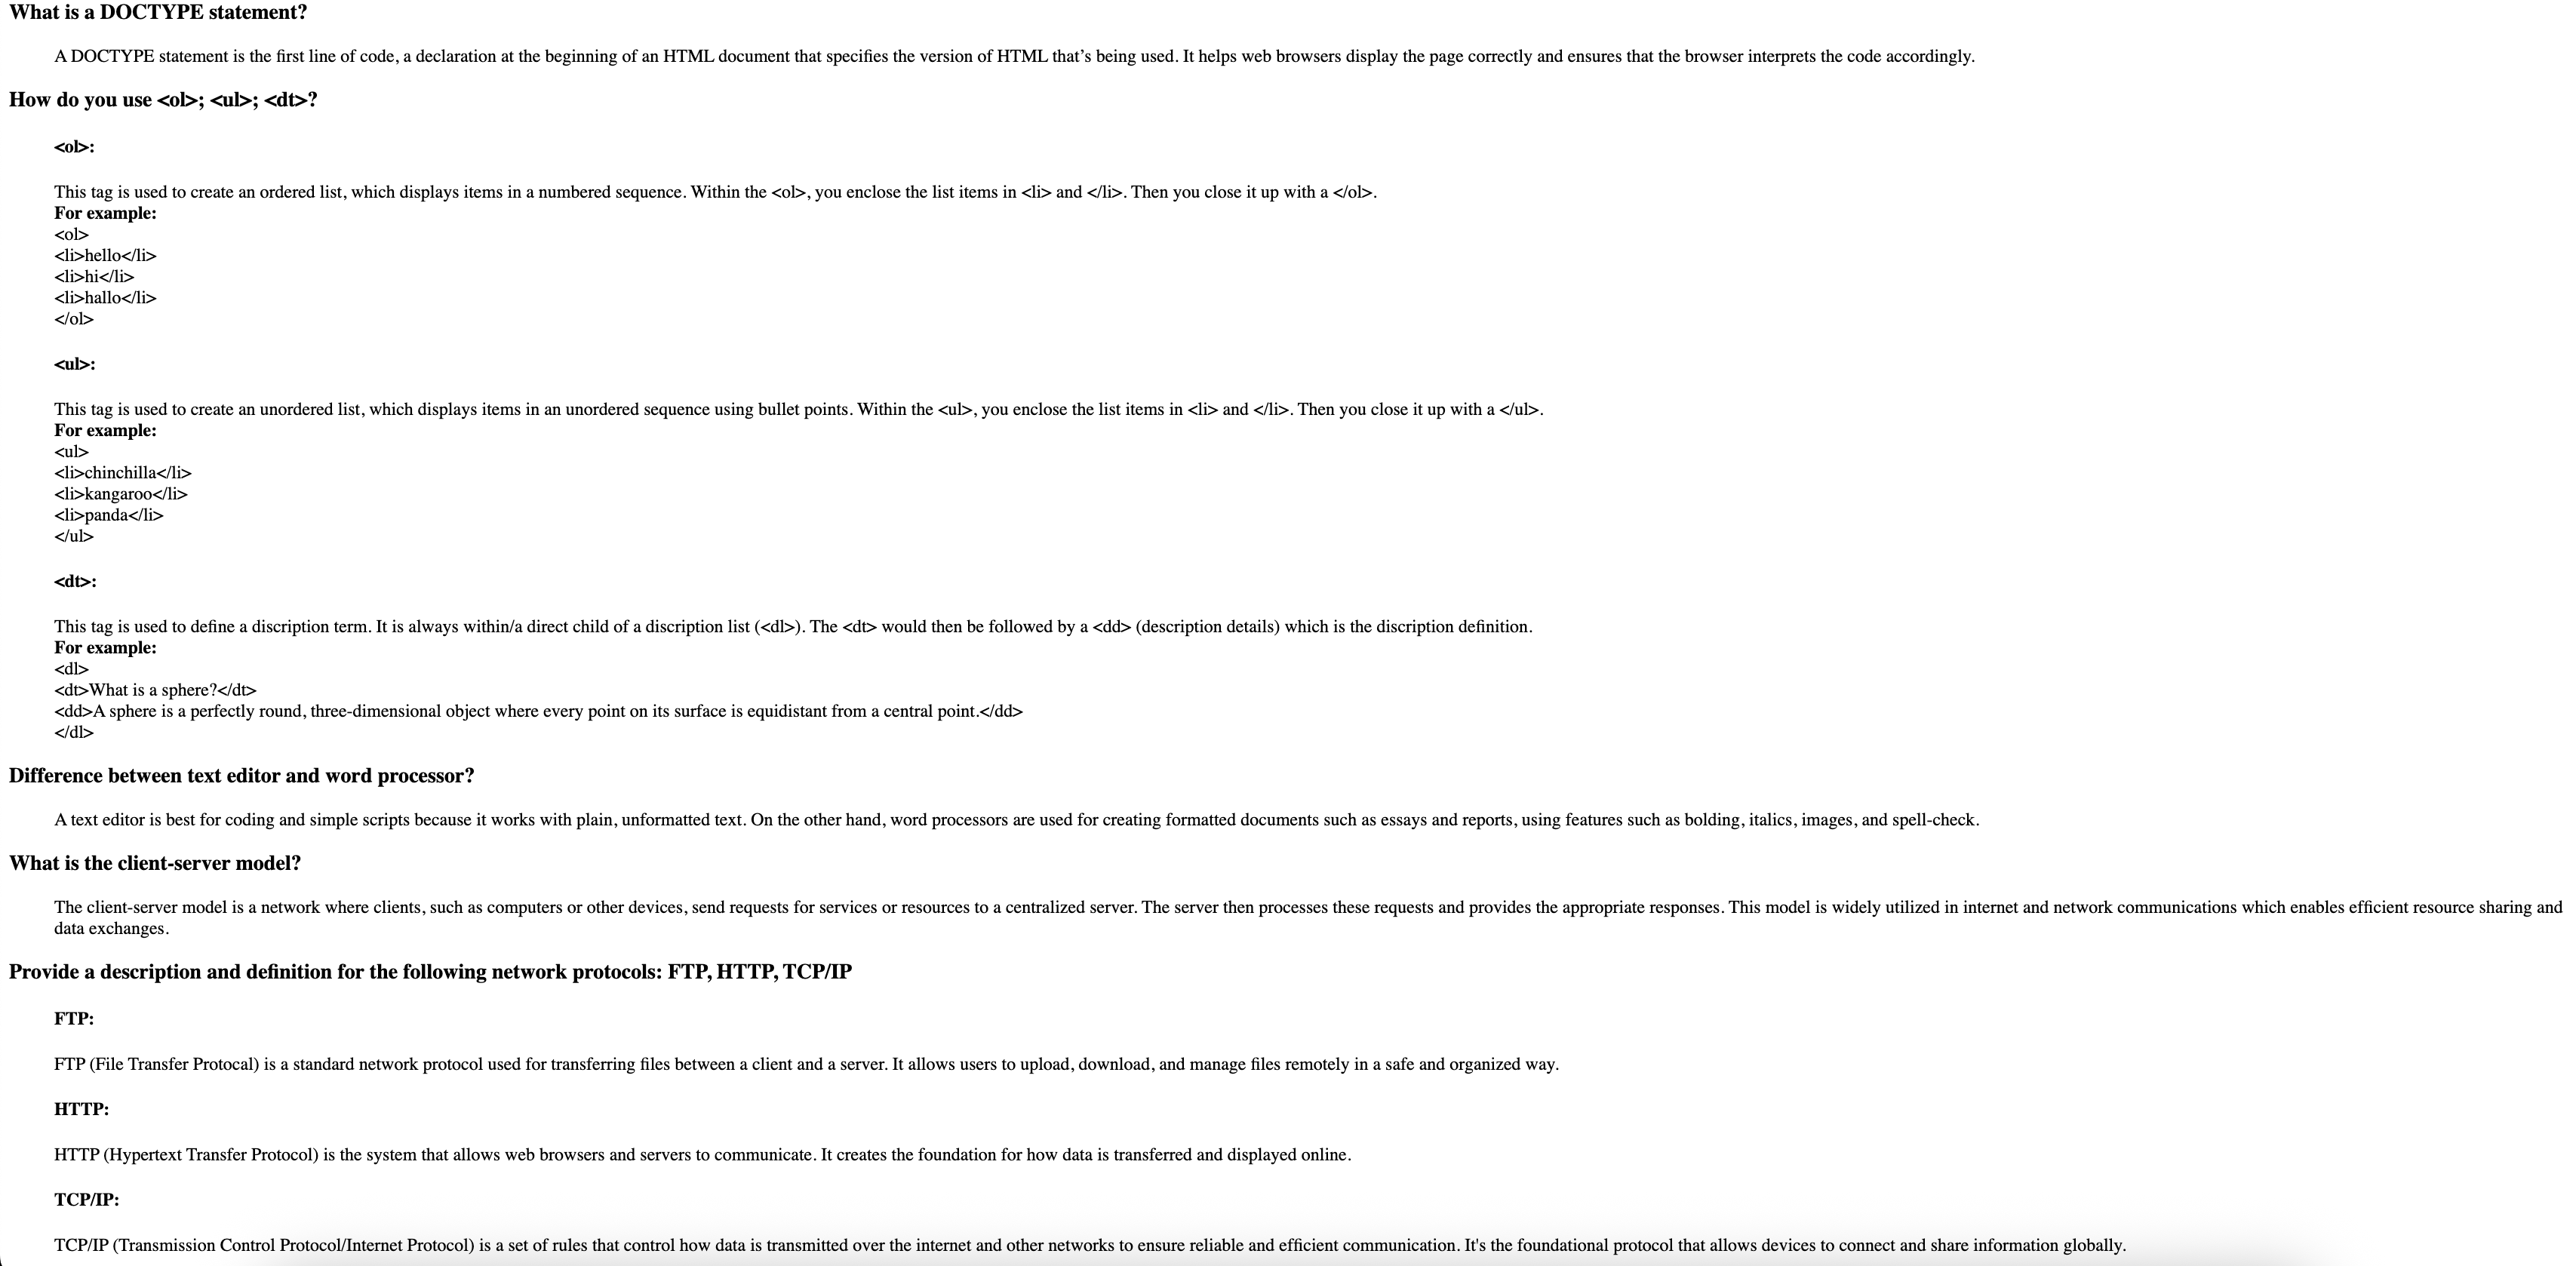 What is a DOCTYPE statement?
A DOCTYPE statement is the first line of code, a declaration at the beginning of an HTML document that specifies the version of HTML that’s being used. It helps web browsers display the page correctly and ensures that the browser interprets the code accordingly.
How do you use <ol>; <ul>; <dt>?
<ol>:
This tag is used to create an ordered list, which displays items in a numbered sequence. Within the <ol>, you enclose the list items in <li> and </li>. Then you close it up with a </ol>.
For example:
<ol>
<li>hello</li>
<li>hi</li>
<li>hallo</li>
</ol>
<ul>:
This tag is used to create an unordered list, which displays items in an unordered sequence using bullet points. Within the <ul>, you enclose the list items in <li> and </li>. Then you close it up with a </ul>.
For example:
<ul>
<li>chinchilla</li>
<li>kangaroo</li>
<li>panda</li>
</ul>
<dt>:
This tag is used to define a discription term. It is always within/a direct child of a discription list (<dl>). The <dt> would then be followed by a <dd> (description details) which is the discription definition.
For example:
<dl>
<dt>What is a sphere?</dt>
<dd>A sphere is a perfectly round, three-dimensional object where every point on its surface is equidistant from a central point.</dd>
</dl>
Difference between text editor and word processor?
A text editor is best for coding and simple scripts because it works with plain, unformatted text. On the other hand, word processors are used for creating formatted documents such as essays and reports, using features such as bolding, italics, images, and spell-check.
What is the client-server model?
The client-server model is a network where clients, such as computers or other devices, send requests for services or resources to a centralized server. The server then processes these requests and provides the appropriate responses. This model is widely utilized in internet and network communications which enables efficient resource sharing and
data exchanges.
Provide a description and definition for the following network protocols: FTP, HTTP, TCP/IP
FTP:
FTP (File Transfer Protocal) is a standard network protocol used for transferring files between a client and a server. It allows users to upload, download, and manage files remotely in a safe and organized way.
HTTP:
HTTP (Hypertext Transfer Protocol) is the system that allows web browsers and servers to communicate. It creates the foundation for how data is transferred and displayed online.
TCP/IP:
TCP/IP (Transmission Control Protocol/Internet Protocol) is a set of rules that control how data is transmitted over the internet and other networks to ensure reliable and efficient communication. It's the foundational protocol that allows devices to connect and share information globally.